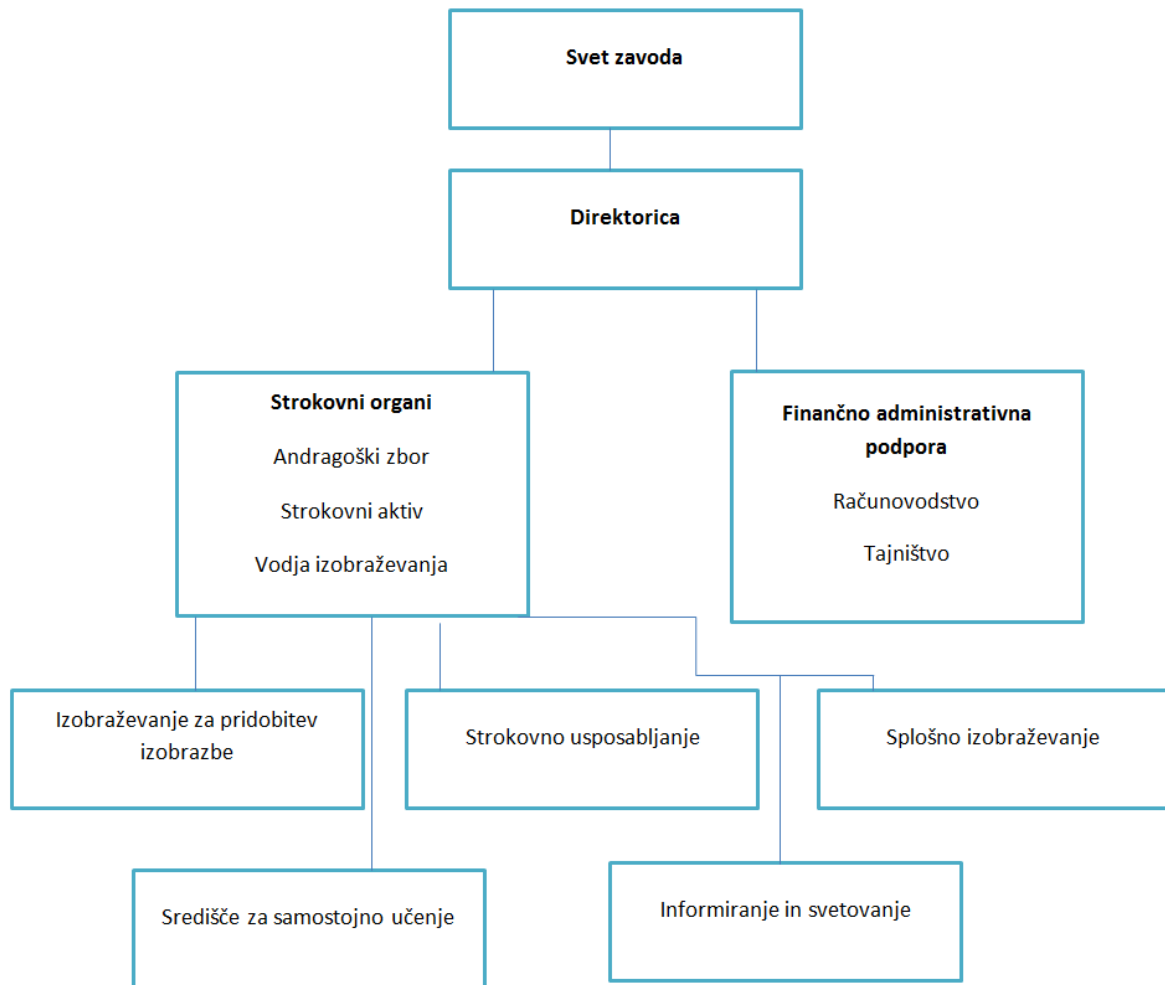 Svet zavoda
Direktorica
Strokovni organi
Andragoški zbor
Strokovni aktiv
Vodja izobraževanja
Finančno administrativna
podpora
Računovodstvo
Tajništvo
Izobraževanje za pridobitev
izobrazbe
Strokovno usposabljanje
Splošno izobraževanje
Središče za samostojno učenje
Informiranje in svetovanje